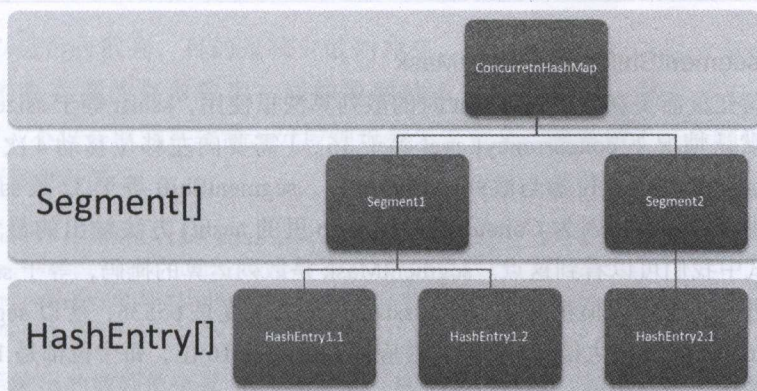 ConcurretnHashMap
Segment[]
Segment1
Segment2
HashEntry[]
HashEntry1.1
HashEntry1.2
HashEntry2.1